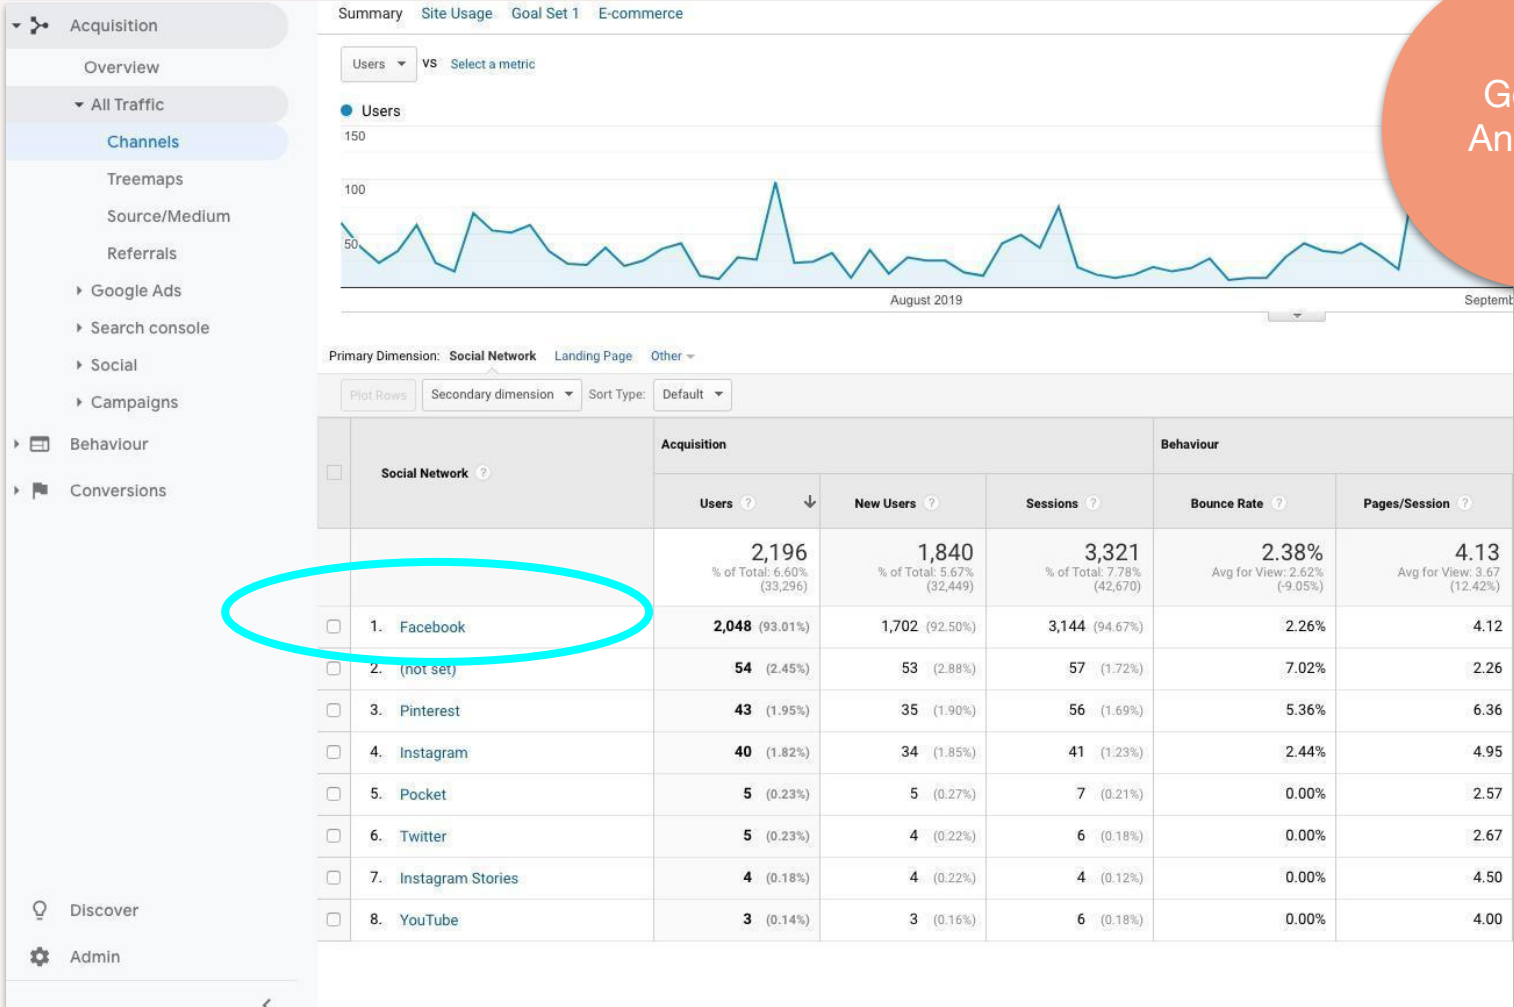 Acquisition
Overview
All Traffic
Channels
Treemaps
Source/Medium
Referrals
Google Ads
Search console
Social
Campaigns
Behaviour
Conversions
Discover
Admin
Summary Site Usage Goal Set 1 E-commerce
Users VS Select a metric
Users
150
100
50
August 2019
Primary Dimension: Social Network Landing Page Other
Plot Rows Secondary dimension Sort Type: Default
Social Network ? Acquisition Behaviour
Users ? New Users ? Sessions ? Bounce Rate ? Pages/Session ?
2,196 1,840 3,321 2.38% 4.13
% of Total: 6.60% % of Total: 5.67% % of Total: 7.78% Avg for View: 2.62% Avg for View: 3.67
(33,296) (32,449) (42,670) (-9.05%) (12.42%)
1. Facebook 2,048 (93.01%) 1,702 (92.50%) 3,144 (94.67%) 2.26% 4.12
2. (not set) 54 (2.45%) 53 (2.88%) 57 (1.72%) 7.02% 2.26
3. Pinterest 43 (1.95%) 35 (1.90%) 56 (1.69%) 5.36% 6.36
4. Instagram 40 (1.82%) 34 (1.85%) 41 (1.23%) 2.44% 4.95
5. Pocket 5 (0.23%) 5 (0.27%) 7 (0.21%) 0.00% 2.57
6. Twitter 5 (0.23%) 4 (0.22%) 6 (0.18%) 0.00% 2.67
7. Instagram Stories 4 (0.18%) 4 (0.22%) 4 (0.12%) 0.00% 4.50
8. YouTube 3 (0.14%) 3 (0.16%) 6 (0.18%) 0.00% 4.00